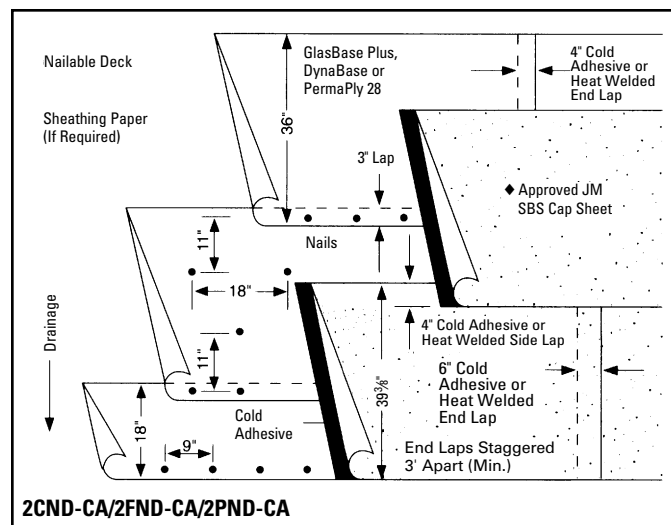 Nailable Deck
Sheathing Paper
(If Required)
GlasBase Plus,
DynaBase or
PermaPly 28
36"
4" Cold
Adhesive or
Heat Welded
End Lap
3" Lap
◆ Approved JM
SBS Cap Sheet
Nails
11"
18"
11"
Drainage
18"
9"
Cold
Adhesive
39⅜"
4" Cold Adhesive or
Heat Welded Side Lap
6" Cold
Adhesive or
Heat Welded
End Lap
End Laps Staggered
3' Apart (Min.)
2CND-CA/2FND-CA/2PND-CA